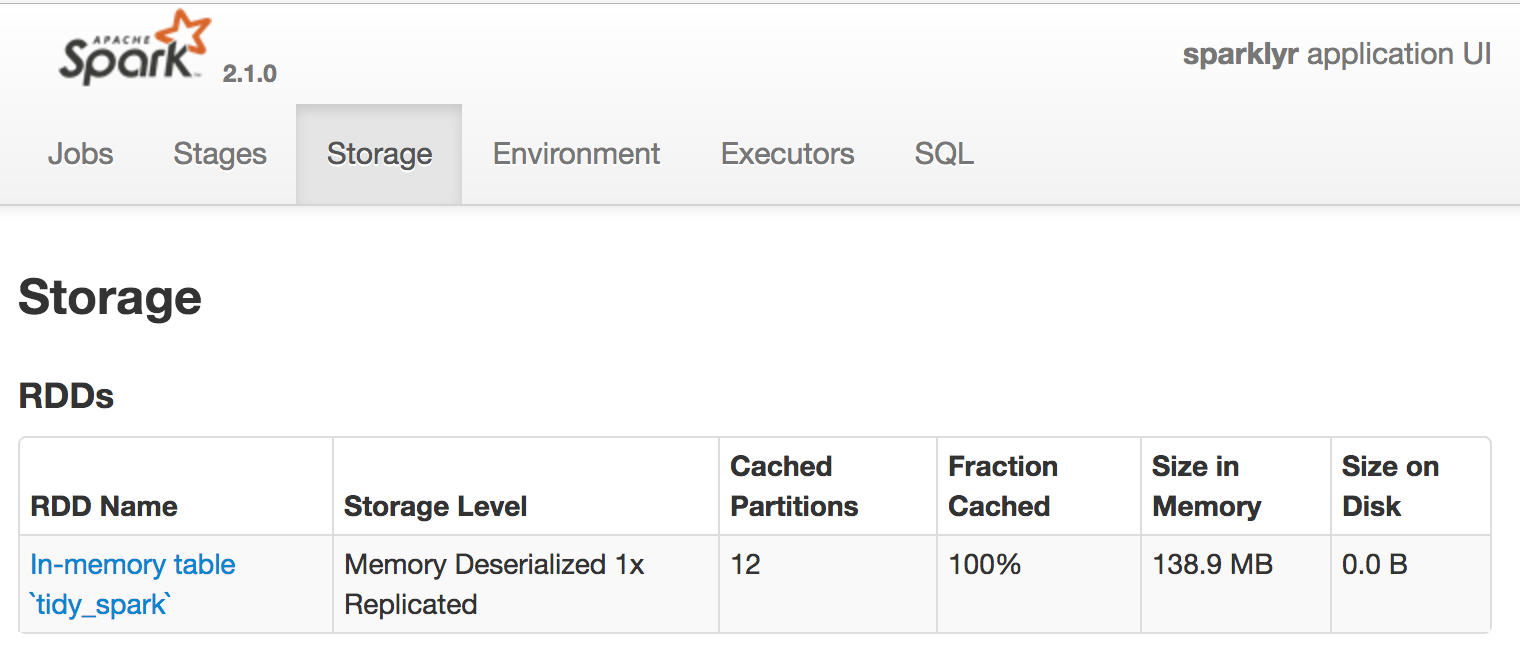 APACHE
Spark™ 2.1.0
sparklyr application UI
Jobs Stages Storage Environment Executors SQL
Storage
RDDs
RDD Name
Storage Level
Cached
Partitions
Fraction
Cached
Size in
Memory
Size on
Disk
In-memory table
`tidy_spark`
Memory Deserialized 1x
Replicated
12
100%
138.9 MB
0.0 B